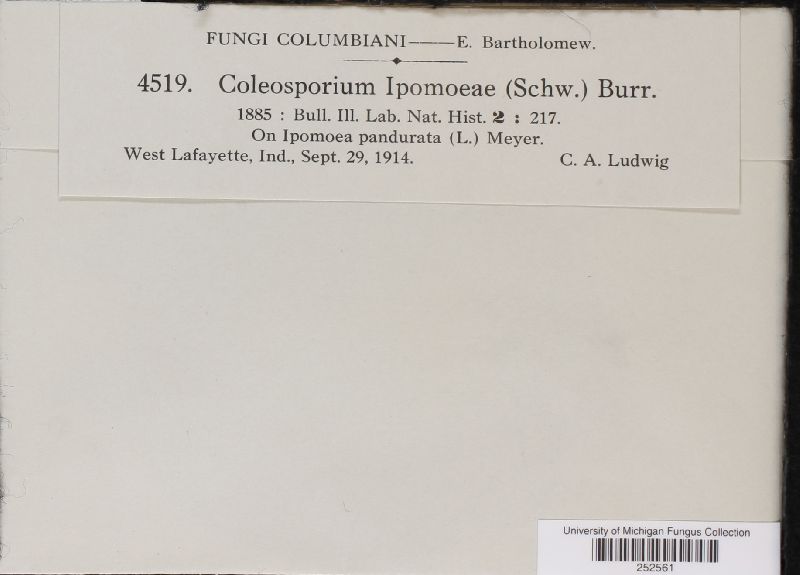 FUNGI COLUMBIANI——E. Bartholomew.
4519. Coleosporium Ipomoeae (Schw.) Burr.
1885 : Bull. Ill. Lab. Nat. Hist. 2 : 217.
On Ipomoea pandurata (L.) Meyer.
West Lafayette, Ind., Sept. 29, 1914. C. A. Ludwig
University of Michigan Fungus Collection
252561